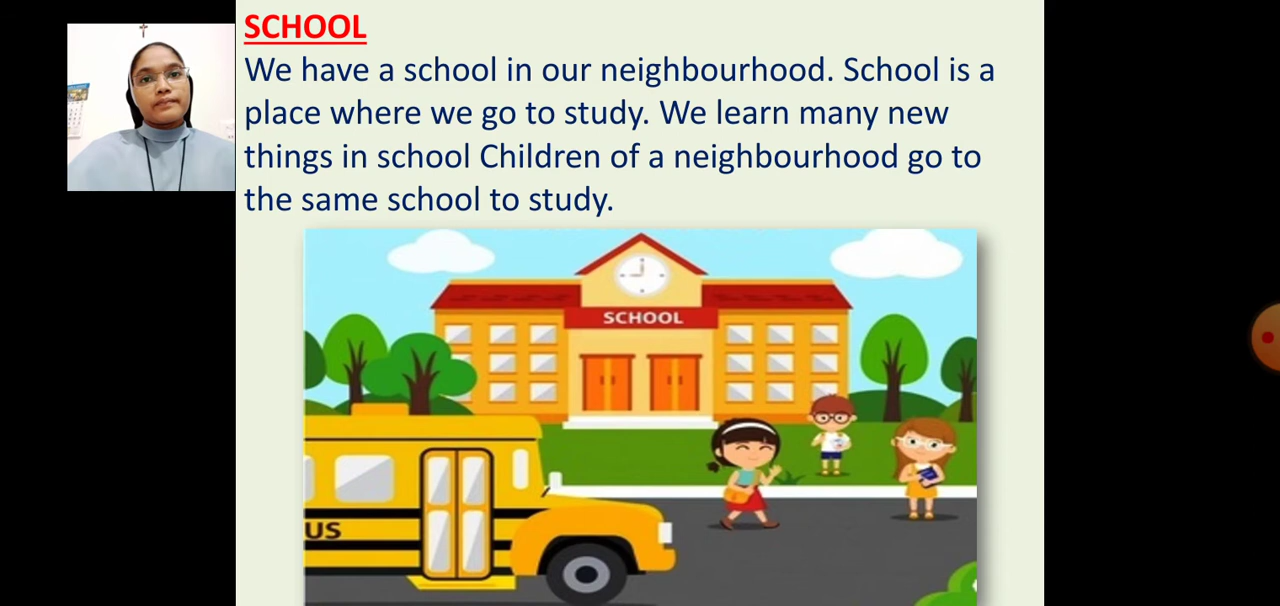 SCHOOL
We have a school in our neighbourhood. School is a
place where we go to study. We learn many new
things in school Children of a neighbourhood go to
the same school to study.
SCHOOL
US